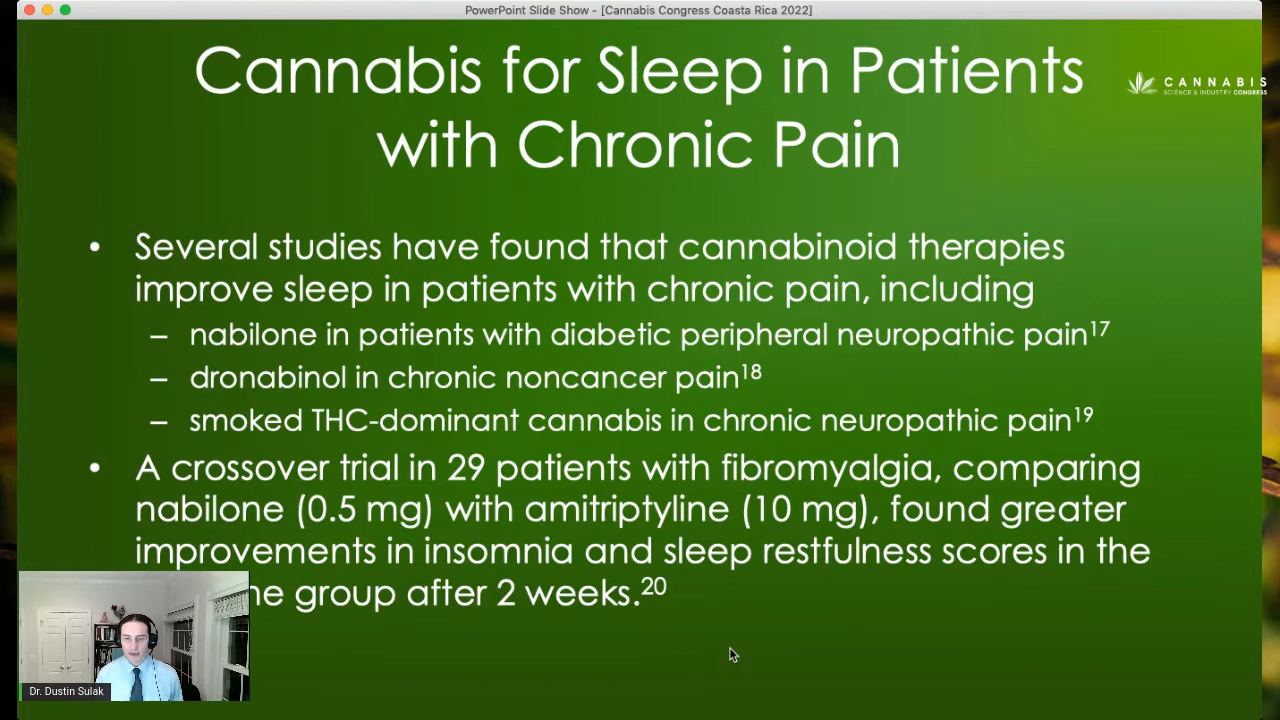 PowerPoint Slide Show - [Cannabis Congress Coasta Rica 2022]
Cannabis for Sleep in Patients
with Chronic Pain
CANNABIS
SCIENCE & INDUSTRY CONGRESS
• Several studies have found that cannabinoid therapies
improve sleep in patients with chronic pain, including
– nabilone in patients with diabetic peripheral neuropathic pain17
– dronabinol in chronic noncancer pain18
– smoked THC-dominant cannabis in chronic neuropathic pain19
• A crossover trial in 29 patients with fibromyalgia, comparing
nabilone (0.5 mg) with amitriptyline (10 mg), found greater
improvements in insomnia and sleep restfulness scores in the
group after 2 weeks.20
Dr. Dustin Sulak